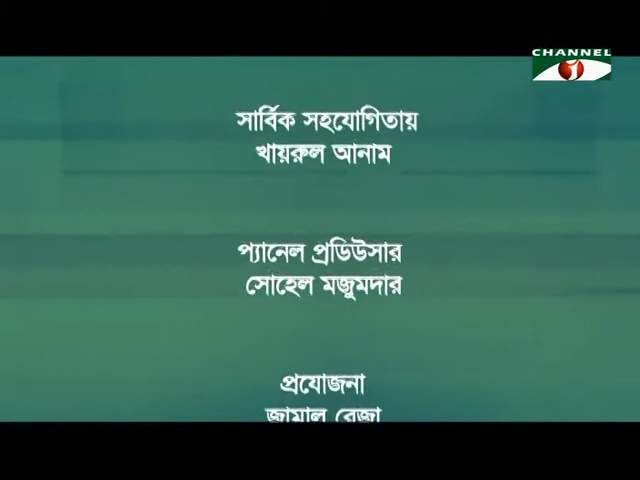 CHANNEL
সার্বিক সহযোগিতায়
খায়রুল আনাম
প্যানেল প্রডিউসার
সোহেল মজুমদার
প্রযোজনা
জামাল রেজা